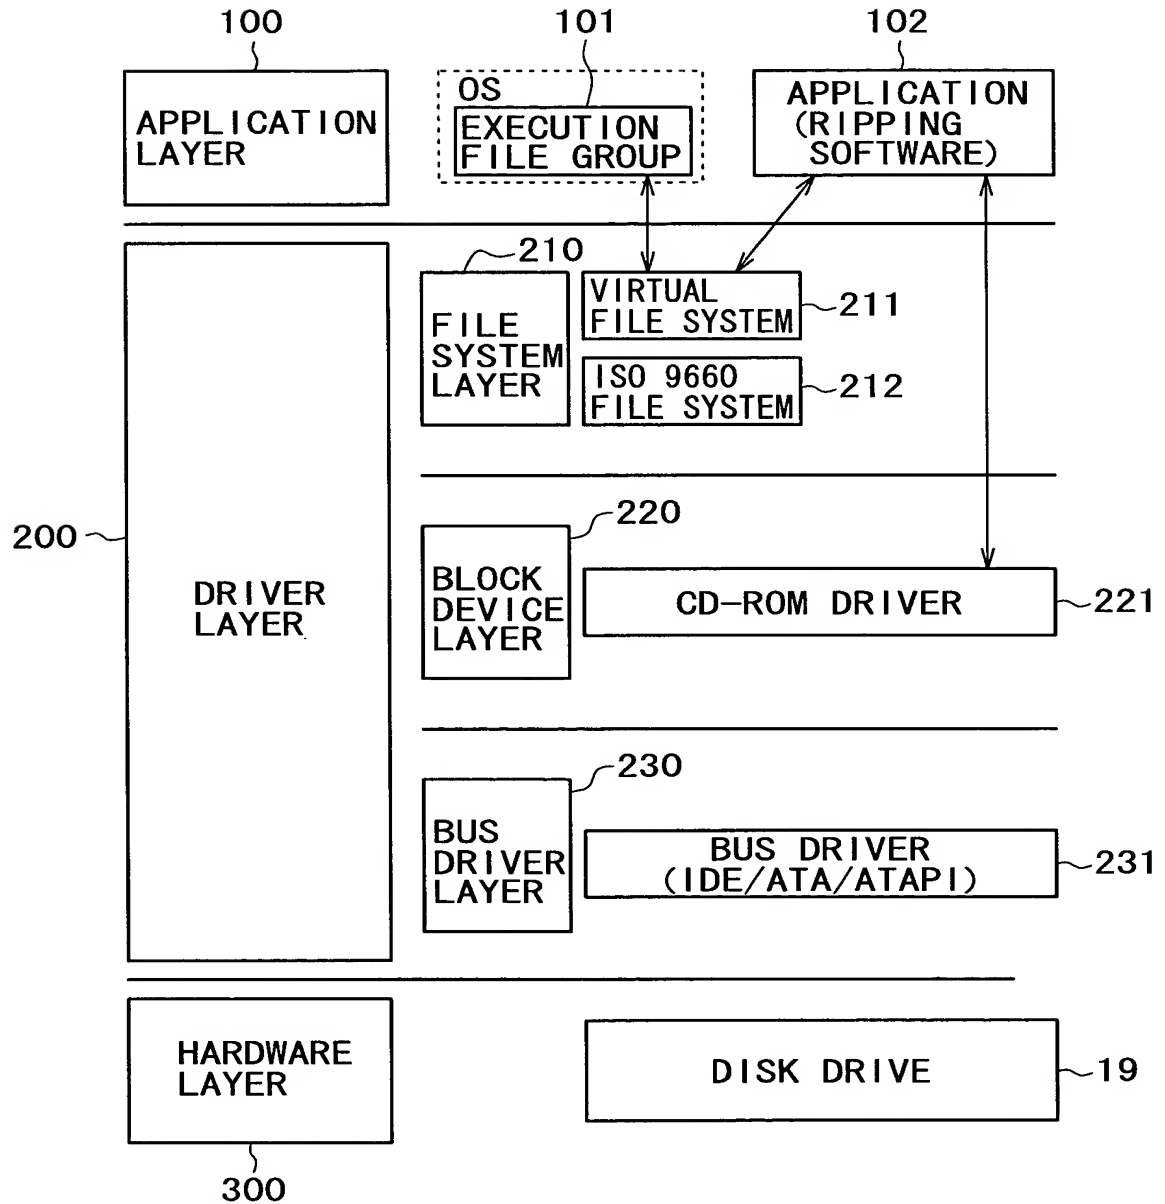 100
101
102
APPLICATION
LAYER
OS
EXECUTION
FILE GROUP
APPLICATION
(RIPPING
SOFTWARE)
210
FILE
SYSTEM
LAYER
VIRTUAL
FILE SYSTEM
211
ISO 9660
FILE SYSTEM
212
200
DRIVER
LAYER
220
BLOCK
DEVICE
LAYER
CD-ROM DRIVER
221
230
BUS
DRIVER
LAYER
BUS DRIVER
(IDE/ATA/ATAPI)
231
HARDWARE
LAYER
DISK DRIVE
19
300